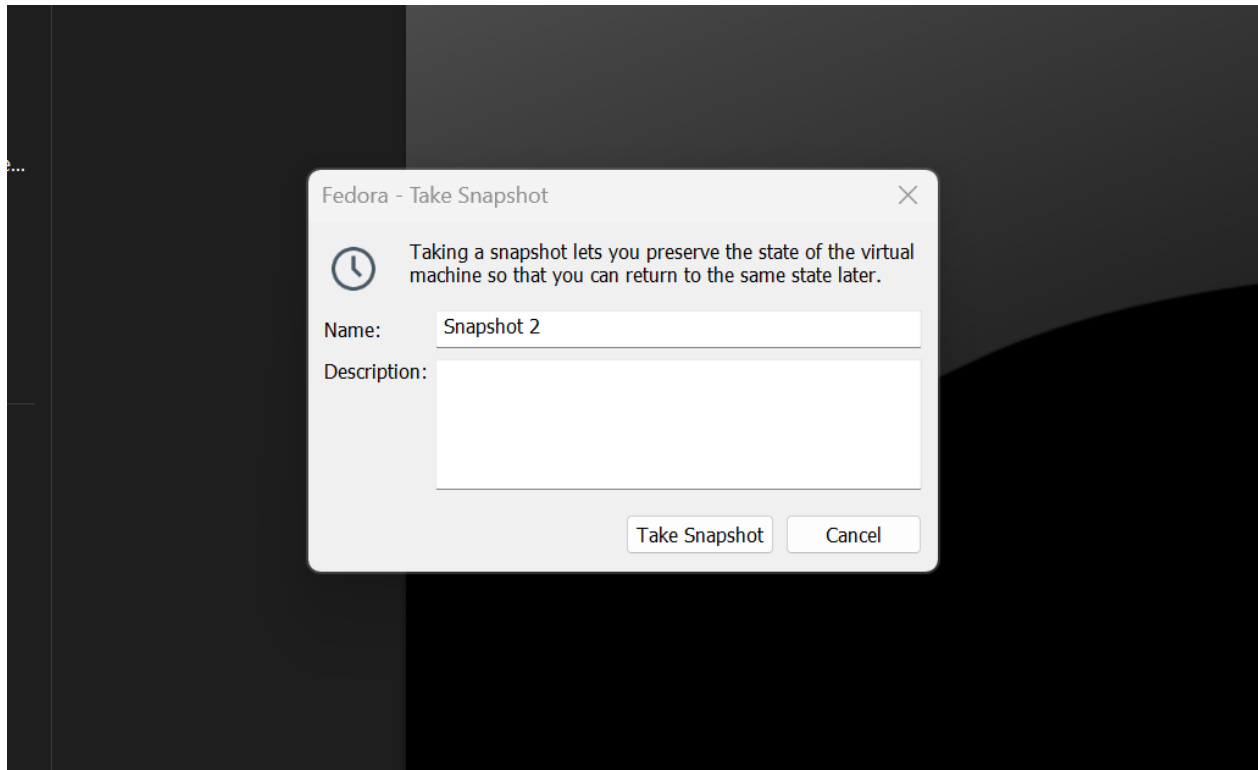 e...
Fedora - Take Snapshot
Taking a snapshot lets you preserve the state of the virtual
machine so that you can return to the same state later.
Name:
Snapshot 2
Description:
Take Snapshot
Cancel